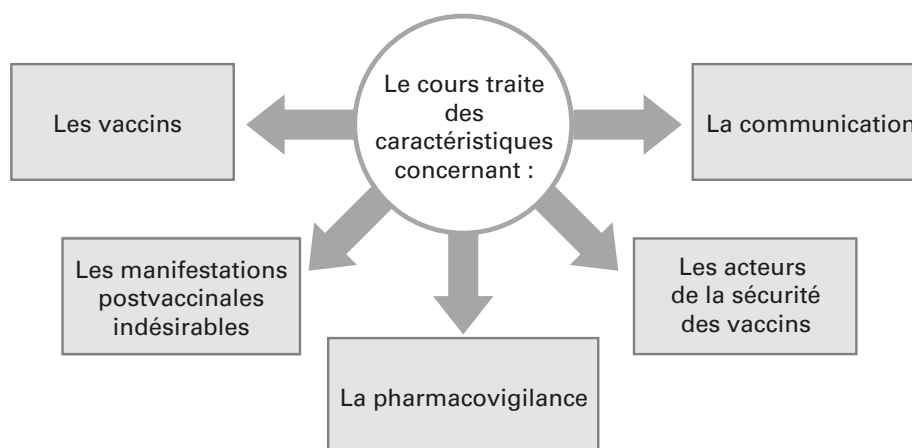 Le cours traite
des
caractéristiques
concernant :
Les vaccins
La communication
Les manifestations
postvaccinales
indésirables
Les acteurs
de la sécurité
des vaccins
La pharmacovigilance